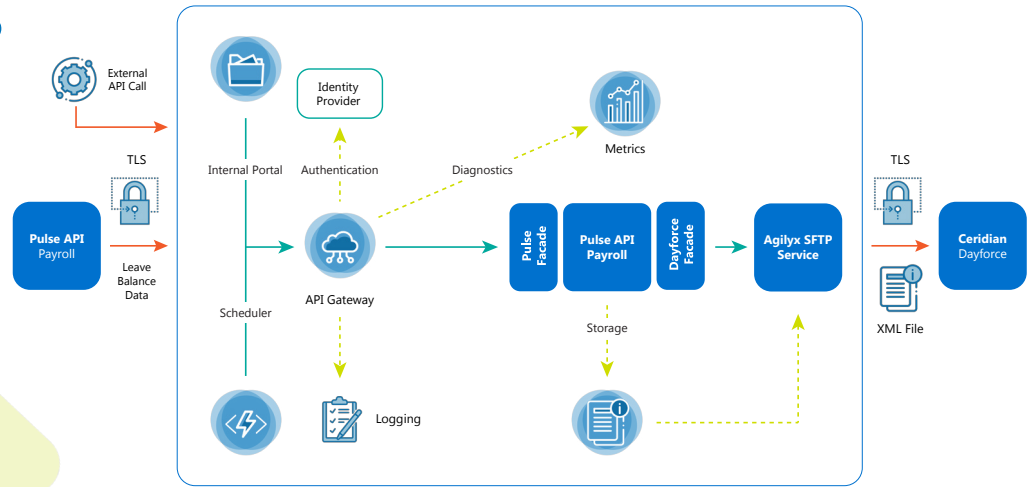 External
API Call
TLS
Pulse API
Payroll
Leave
Balance
Data
Internal Portal
Scheduler
Identity
Provider
Authentication
Diagnostics
Metrics
API Gateway
Logging
Pulse
Facade
Pulse API
Payroll
Dayforce
Facade
Storage
Agilyx SFTP
Service
TLS
XML File
Ceridian
Dayforce